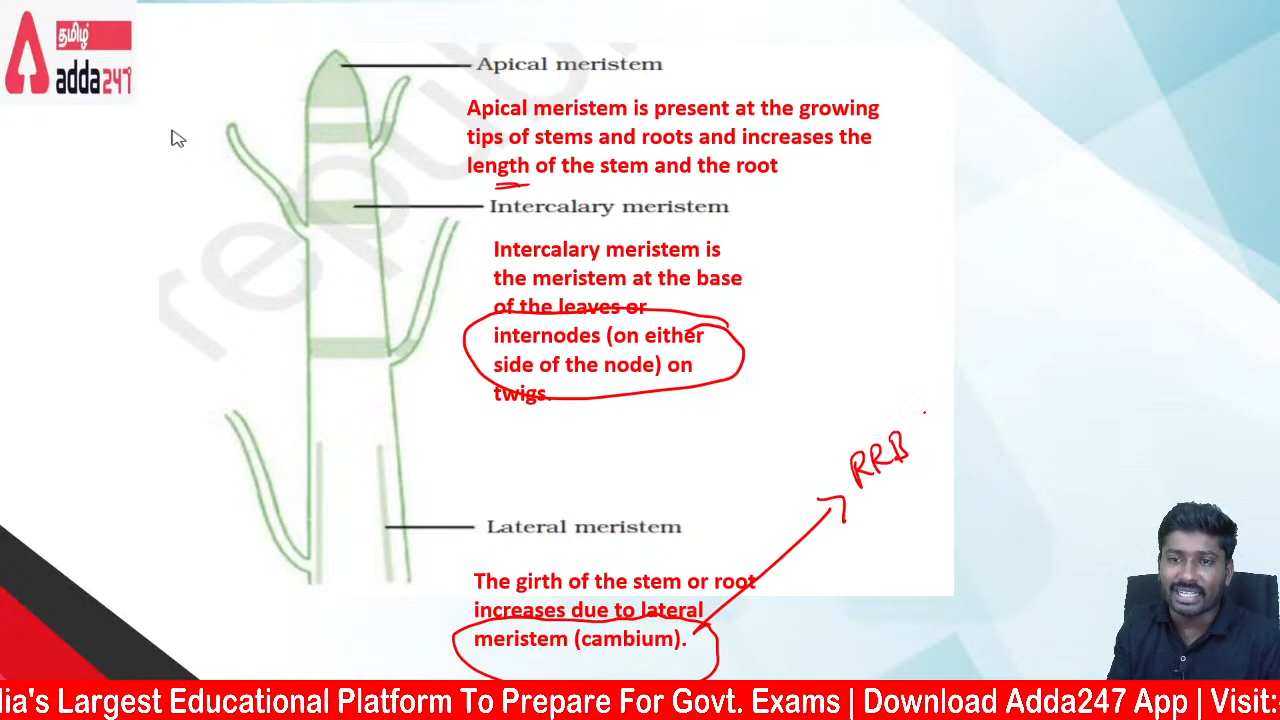 தமிழ்
adda247
Apical meristem
Apical meristem is present at the growing
tips of stems and roots and increases the
length of the stem and the root
Intercalary meristem
Intercalary meristem is
the meristem at the base
of the leaves or
internodes (on either
side of the node) on
twigs.
RRB
Lateral meristem
The girth of the stem or root
increases due to lateral
meristem (cambium).
republ
dia's Largest Educational Platform To Prepare For Govt. Exams | Download Adda247 App | Visit: